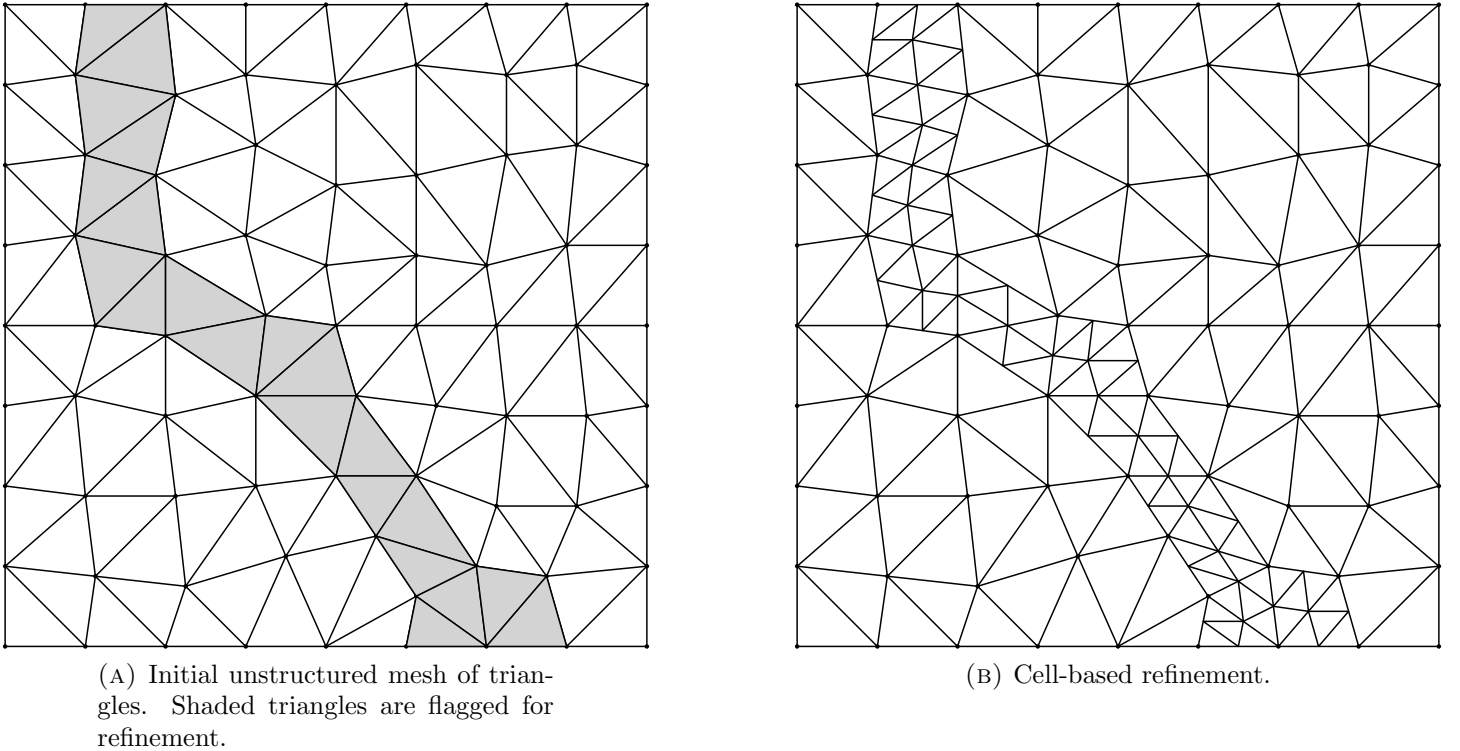 (A) Initial unstructured mesh of trian-
gles. Shaded triangles are flagged for
refinement.
(B) Cell-based refinement.